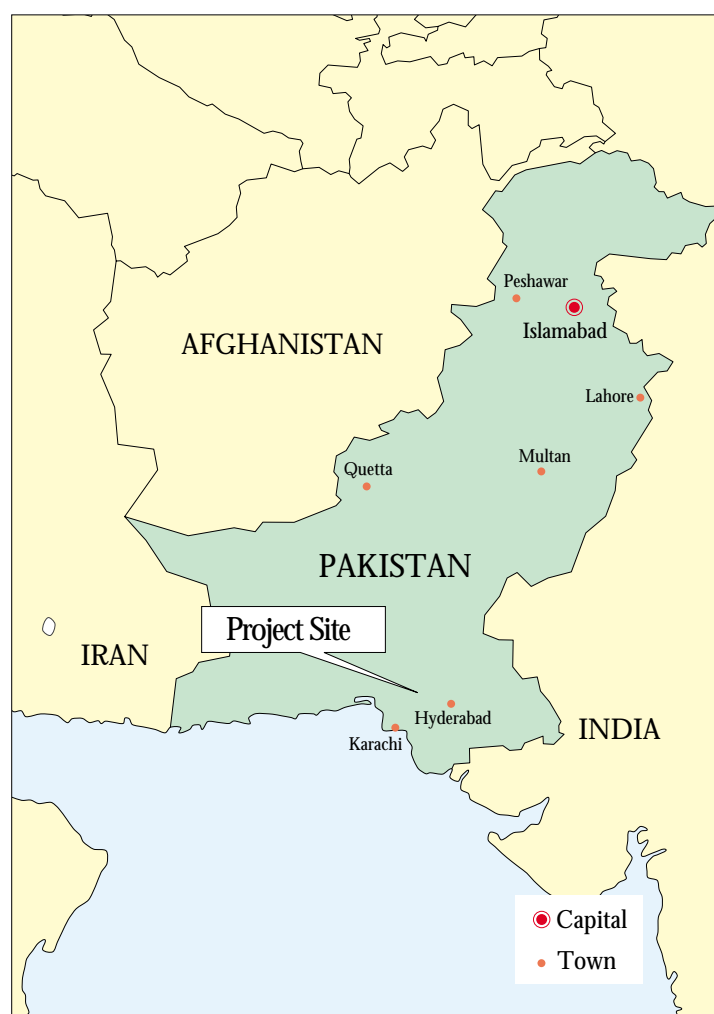 Peshawar
Islamabad
AFGHANISTAN
Lahore
Multan
Quetta
PAKISTAN
Project Site
IRAN
Hyderabad
INDIA
Karachi
Capital
Town